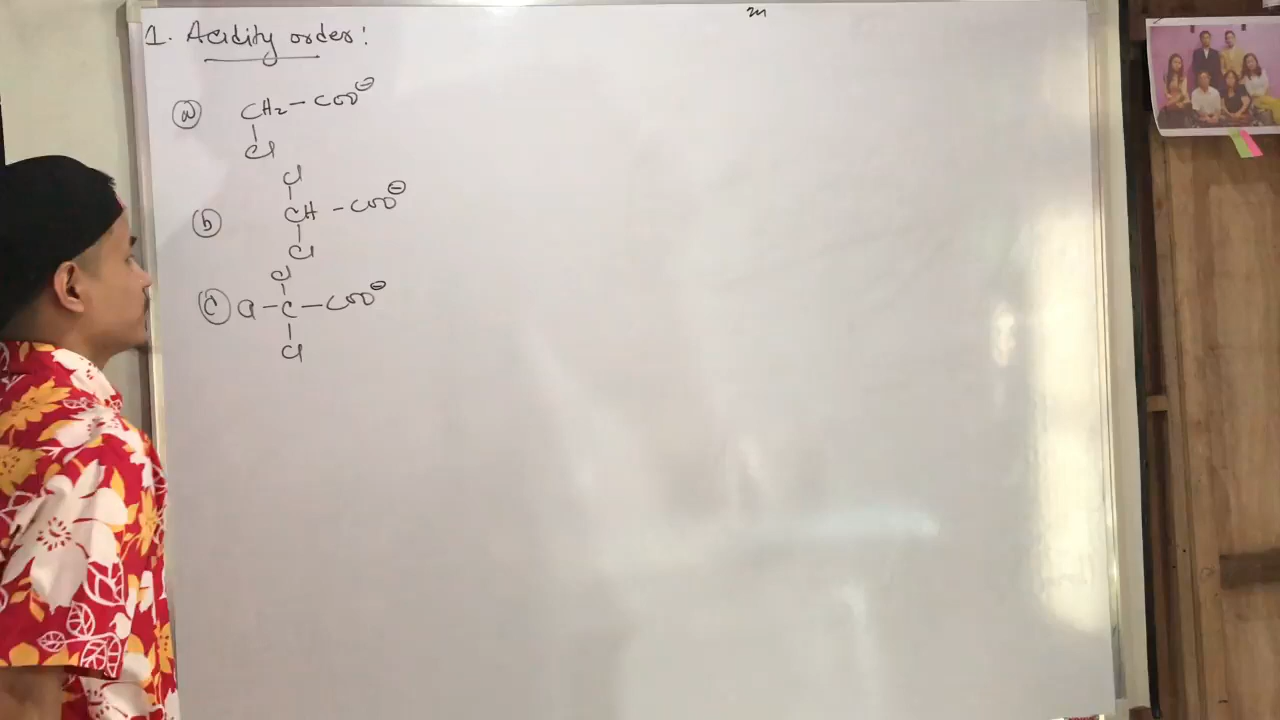 1. Acidity order:
(a) CH2-COO⊖
Cl
Cl
(b) CH-COO⊖
Cl
Cl
(c) Cl-C-COO⊖
Cl